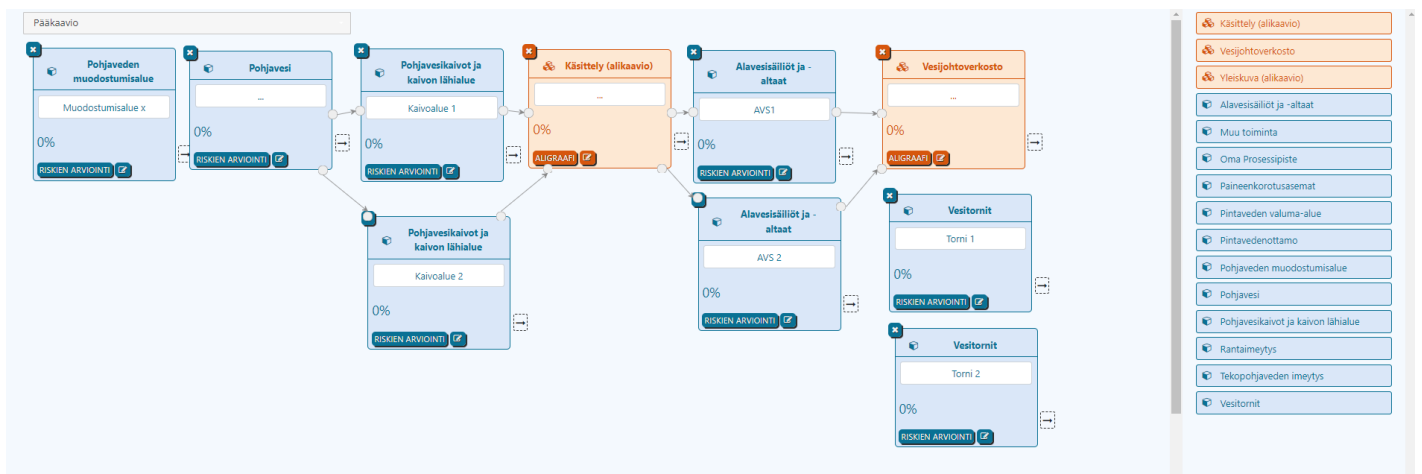 Pääkaavio
Pohjaveden
muodostumisalue
Muodostumisalue x
0%
RISKIEN ARVIOINTI
Pohjavesi
...
0%
RISKIEN ARVIOINTI
Pohjavesikaivot ja
kaivon lähialue
Kaivoalue 1
0%
RISKIEN ARVIOINTI
Käsittely (alikaavio)
...
0%
ALIGRAAFI
Alavesisäiliöt ja -
altaat
AVS1
0%
RISKIEN ARVIOINTI
Vesijohtoverkosto
...
0%
ALIGRAAFI
Pohjavesikaivot ja
kaivon lähialue
Kaivoalue 2
0%
RISKIEN ARVIOINTI
Alavesisäiliöt ja -
altaat
AVS 2
0%
RISKIEN ARVIOINTI
Vesitornit
Torni 1
0%
RISKIEN ARVIOINTI
Vesitornit
Torni 2
0%
RISKIEN ARVIOINTI
Käsittely (alikaavio)
Vesijohtoverkosto
Yleiskuva (alikaavio)
Alavesisäiliöt ja -altaat
Muu toiminta
Oma Prosessipiste
Paineenkorotusasemat
Pintaveden valuma-alue
Pintavedenottamo
Pohjaveden muodostumisalue
Pohjavesi
Pohjavesikaivot ja kaivon lähialue
Rantaimeytys
Tekopohjaveden imeytys
Vesitornit